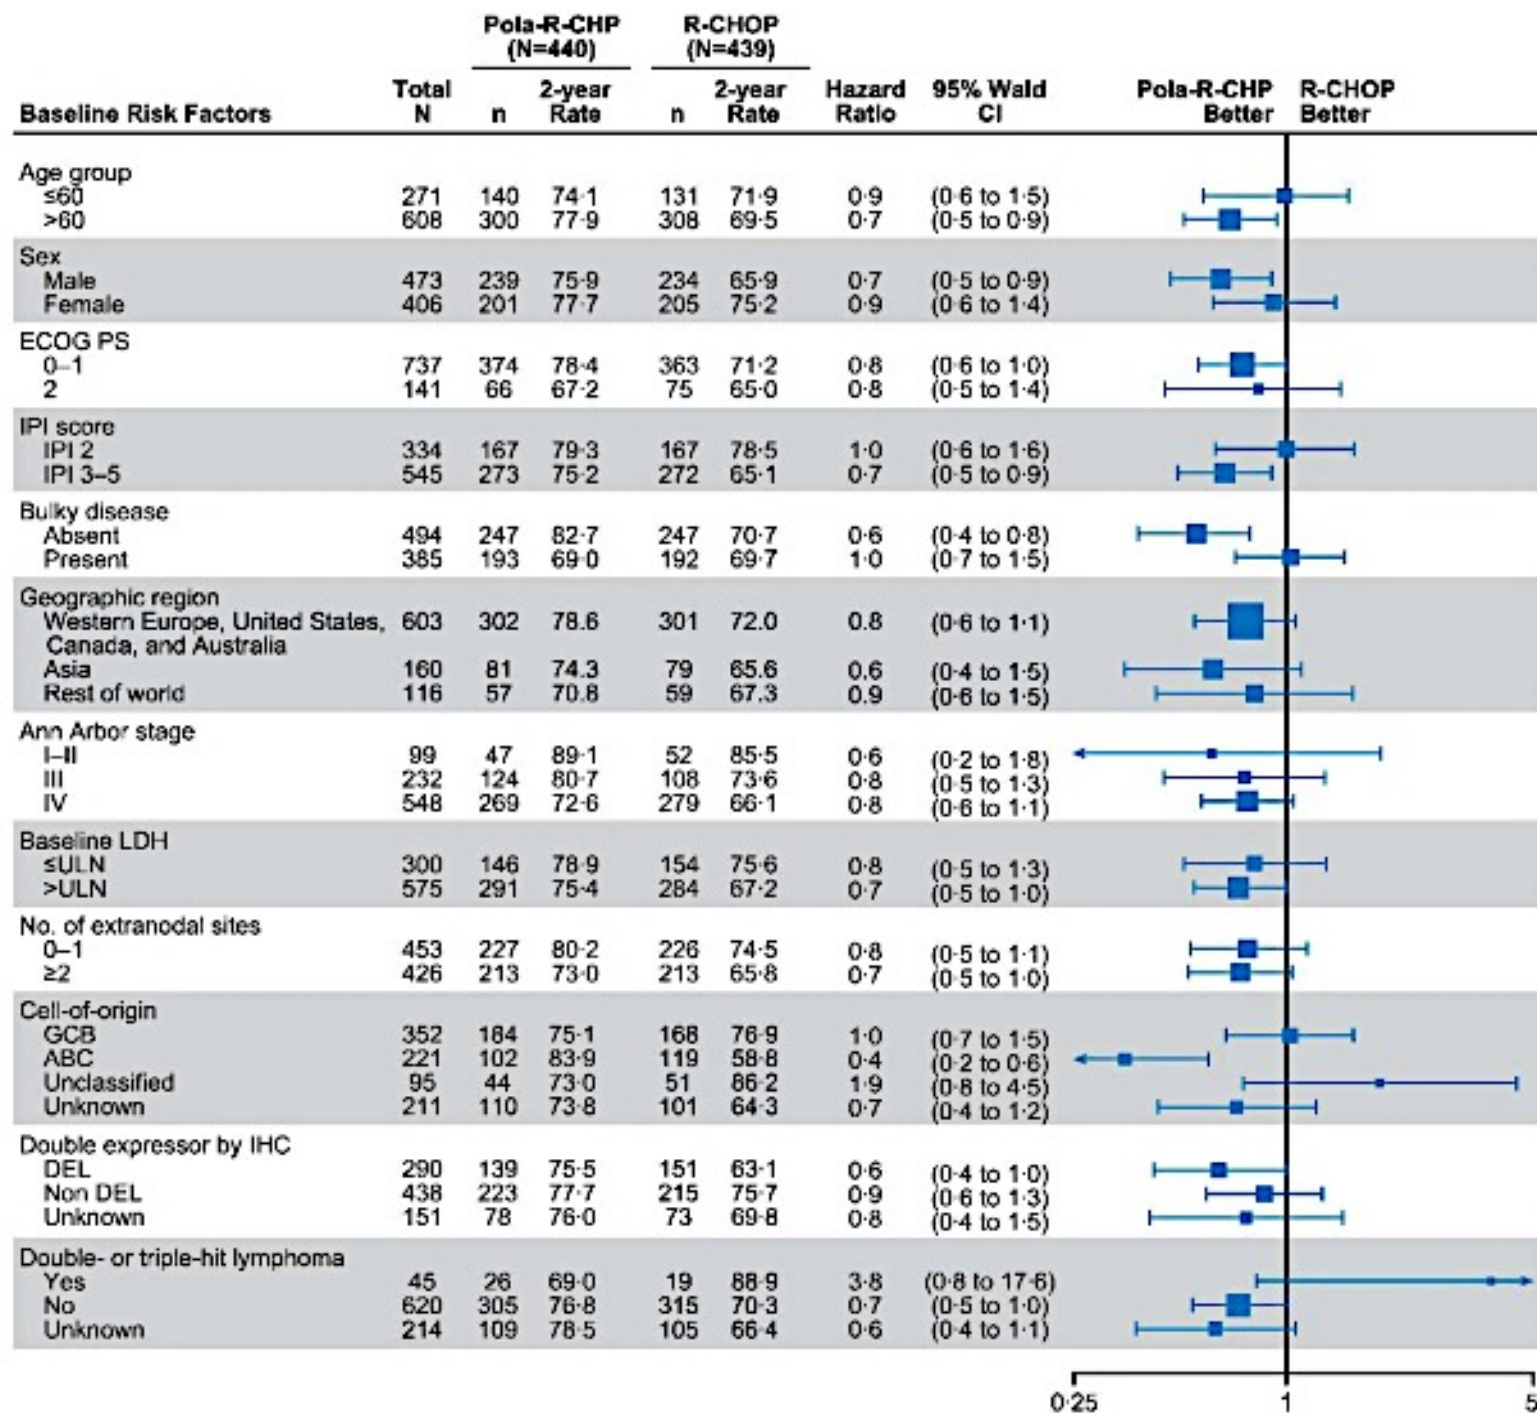 Pola-R-CHP R-CHOP
(N=440) (N=439)
Total 2-year 2-year Hazard 95% Wald Pola-R-CHP R-CHOP
Baseline Risk Factors N n Rate n Rate Ratio CI Better Better
Age group
≤60 271 140 74·1 131 71·9 0·9 (0·6 to 1·5)
>60 608 300 77·9 308 69·5 0·7 (0·5 to 0·9)
Sex
Male 473 239 75·9 234 65·9 0·7 (0·5 to 0·9)
Female 406 201 77·7 205 75·2 0·9 (0·6 to 1·4)
ECOG PS
0–1 737 374 78·4 363 71·2 0·8 (0·6 to 1·0)
2 141 66 67·2 75 65·0 0·8 (0·5 to 1·4)
IPI score
IPI 2 334 167 79·3 167 78·5 1·0 (0·6 to 1·6)
IPI 3–5 545 273 75·2 272 65·1 0·7 (0·5 to 0·9)
Bulky disease
Absent 494 247 82·7 247 70·7 0·6 (0·4 to 0·8)
Present 385 193 69·0 192 69·7 1·0 (0·7 to 1·5)
Geographic region
Western Europe, United States, 603 302 78.6 301 72.0 0.8 (0·6 to 1·1)
Canada, and Australia
Asia 160 81 74.3 79 65.6 0.6 (0·4 to 1·5)
Rest of world 116 57 70.8 59 67.3 0.9 (0·6 to 1·5)
Ann Arbor stage
I–II 99 47 89·1 52 85·5 0·6 (0·2 to 1·8)
III 232 124 80·7 108 73·6 0·8 (0·5 to 1·3)
IV 548 269 72·6 279 66·1 0·8 (0·6 to 1·1)
Baseline LDH
≤ULN 300 146 78·9 154 75·6 0·8 (0·5 to 1·3)
>ULN 575 291 75·4 284 67·2 0·7 (0·5 to 1·0)
No. of extranodal sites
0–1 453 227 80·2 226 74·5 0·8 (0·5 to 1·1)
≥2 426 213 73·0 213 65·8 0·7 (0·5 to 1·0)
Cell-of-origin
GCB 352 184 75·1 168 76·9 1·0 (0·7 to 1·5)
ABC 221 102 83·9 119 58·8 0·4 (0·2 to 0·6)
Unclassified 95 44 73·0 51 86·2 1·9 (0·8 to 4·5)
Unknown 211 110 73·8 101 64·3 0·7 (0·4 to 1·2)
Double expressor by IHC
DEL 290 139 75·5 151 63·1 0·6 (0·4 to 1·0)
Non DEL 438 223 77·7 215 75·7 0·9 (0·6 to 1·3)
Unknown 151 78 76·0 73 69·8 0·8 (0·4 to 1·5)
Double- or triple-hit lymphoma
Yes 45 26 69·0 19 88·9 3·8 (0·8 to 17·6)
No 620 305 76·8 315 70·3 0·7 (0·5 to 1·0)
Unknown 214 109 78·5 105 66·4 0·6 (0·4 to 1·1)
0·25 1 5